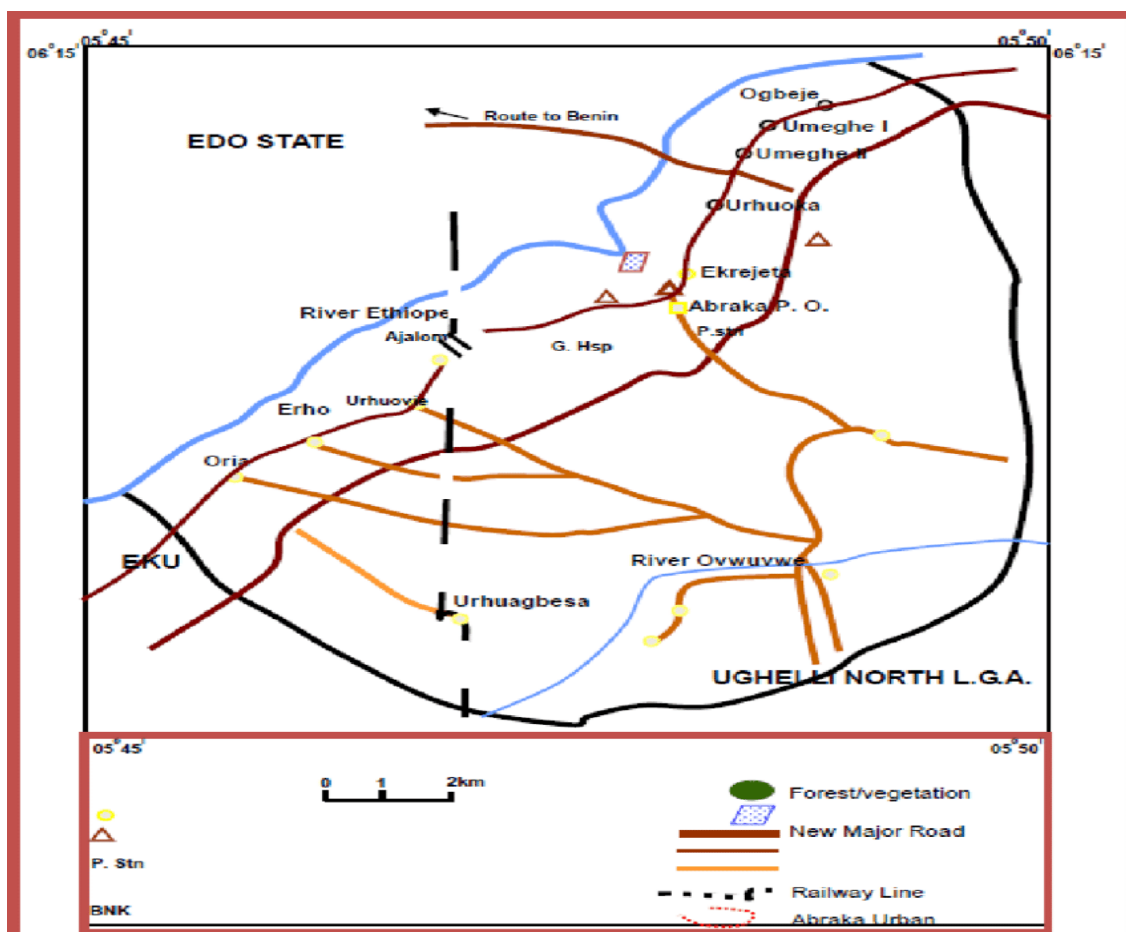 05°45' 05°50'
06°15' 06°15'
Ogbeje
Route to Benin
Umeghe I
EDO STATE
Umeghe II
Urhuoka
Ekrejeta
River Ethiope
Abraka P. O.
Ajalom
P.stn
G. Hsp
Urhuovie
Erho
Oria
EKU
River Ovwuvwe
Urhuagbesa
UGHELLI NORTH L.G.A.
05°45' 05°50'
0 1 2km
Forest/vegetation
New Major Road
P. Stn
Railway Line
BNK
Abraka Urban